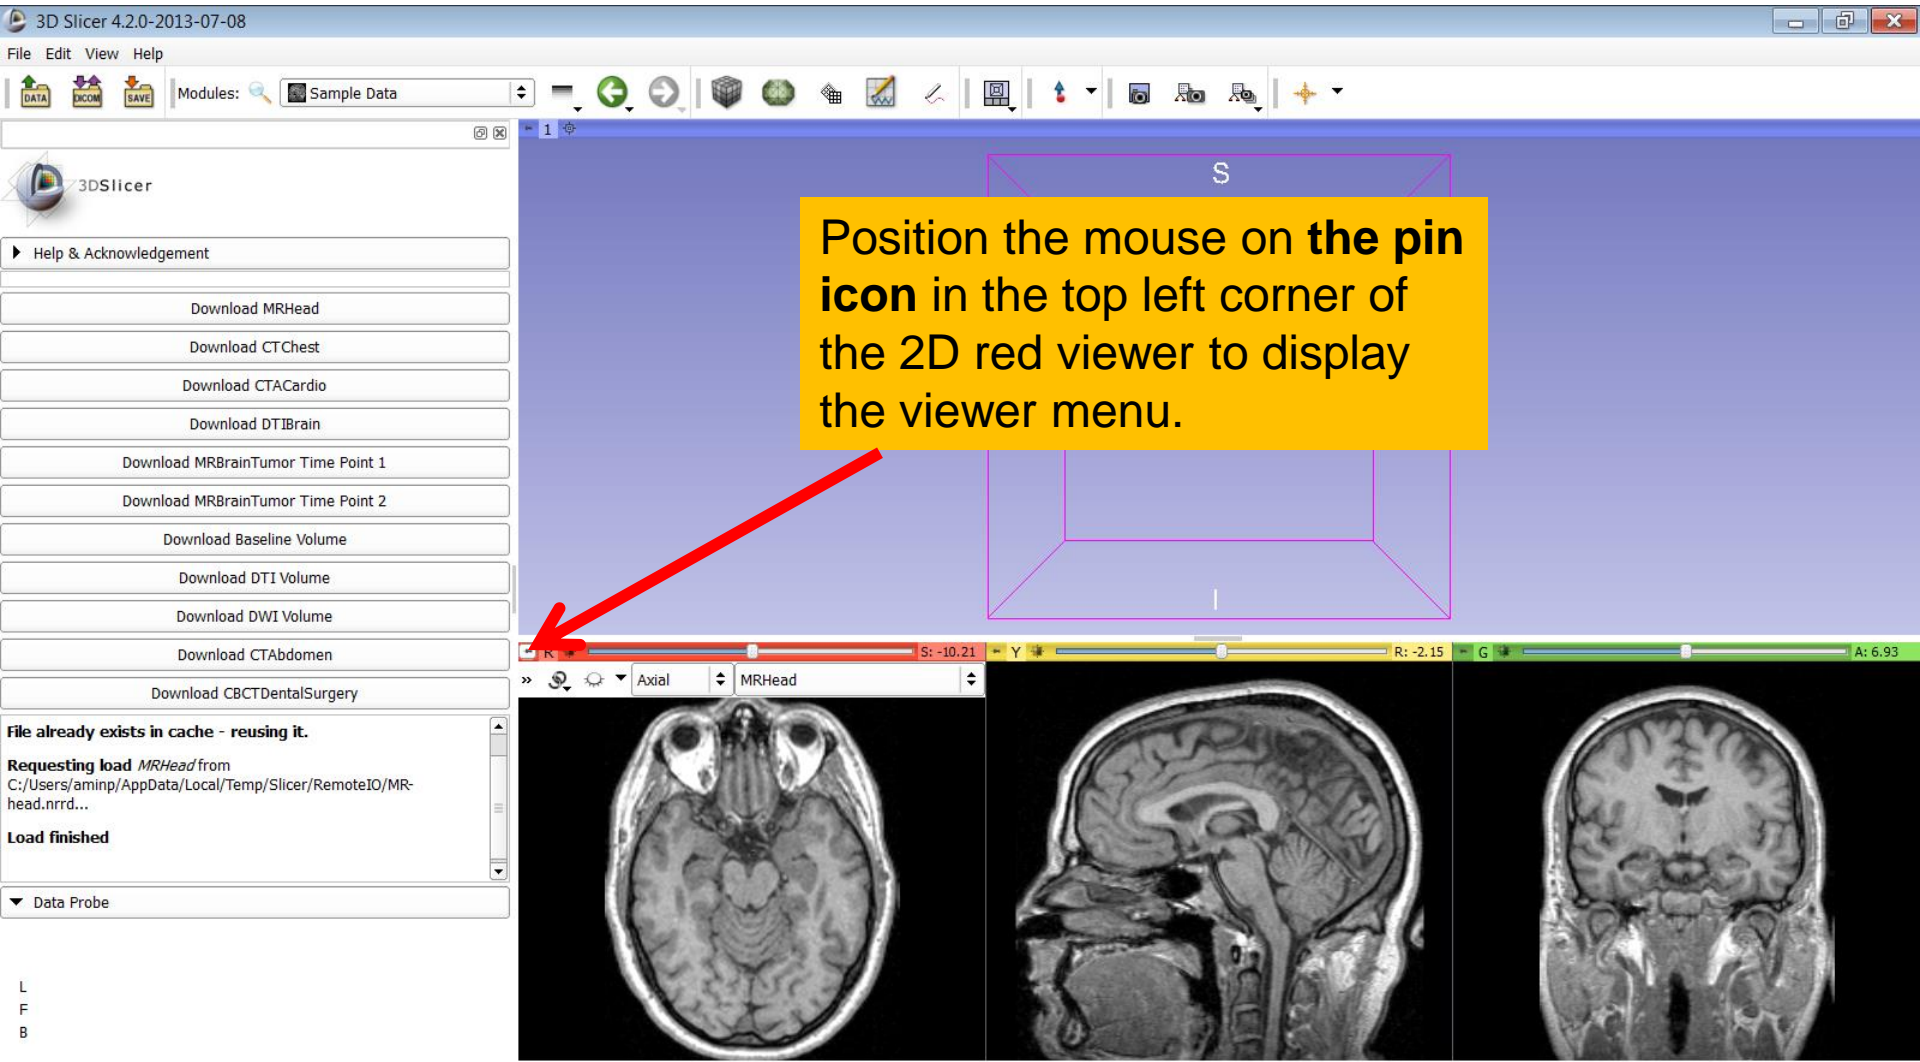 3D Slicer 4.2.0-2013-07-08
File Edit View Help
DATA DICOM SAVE Modules: Sample Data
1
3DSlicer
Help & Acknowledgement
Download MRHead
Download CTChest
Download CTACardio
Download DTIBrain
Download MRBrainTumor Time Point 1
Download MRBrainTumor Time Point 2
Download Baseline Volume
Download DTI Volume
Download DWI Volume
Download CTAbdomen
Download CBCTDentalSurgery
File already exists in cache - reusing it.
Requesting load MRHead from
C:/Users/aminp/AppData/Local/Temp/Slicer/RemoteIO/MR-
head.nrrd...
Load finished
Data Probe
L
F
B
S
Position the mouse on the pin
icon in the top left corner of
the 2D red viewer to display
the viewer menu.
I
R S: -10.21
Y R: -2.15
G A: 6.93
» Axial MRHead